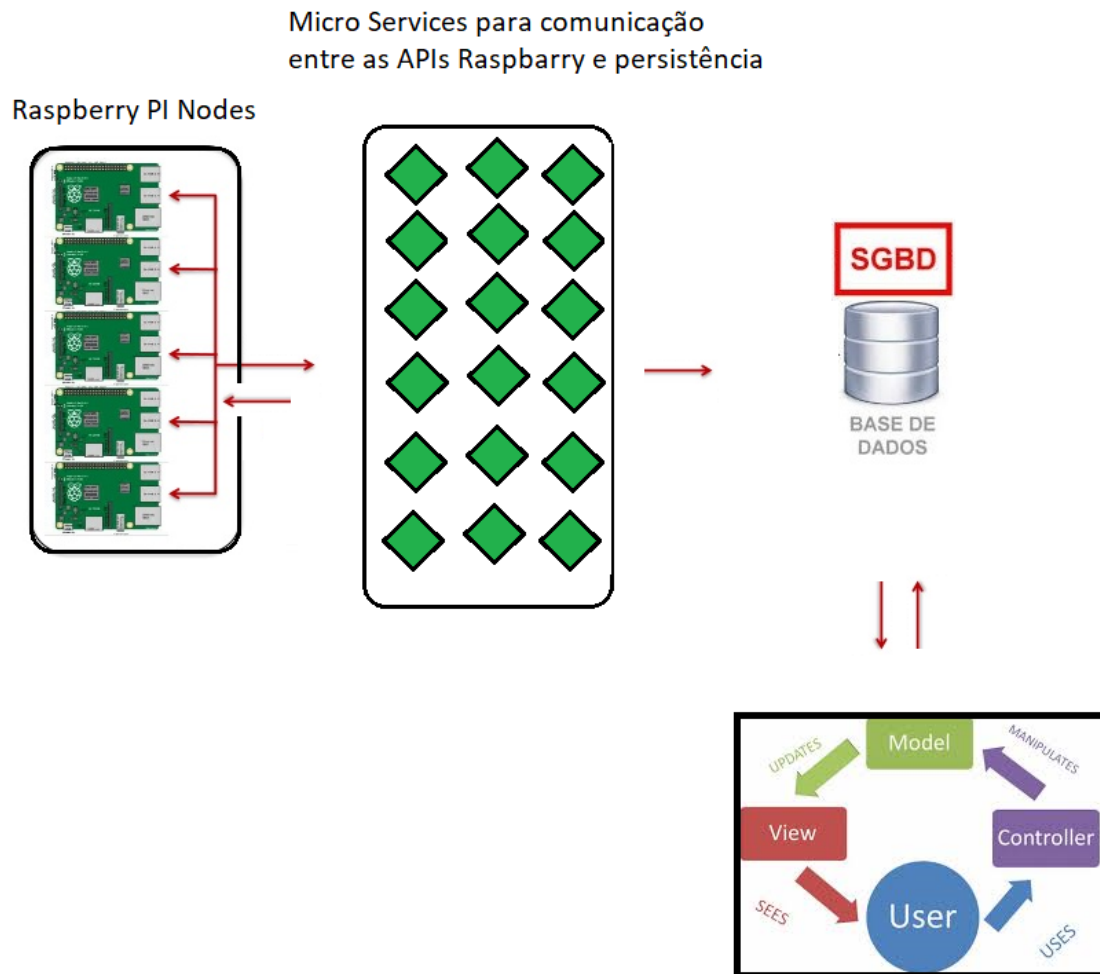 Micro Services para comunicação
entre as APIs Raspbarry e persistência
Raspberry PI Nodes
SGBD
BASE DE
DADOS
Model
UPDATES
MANIPULATES
View
Controller
User
SEES
USES